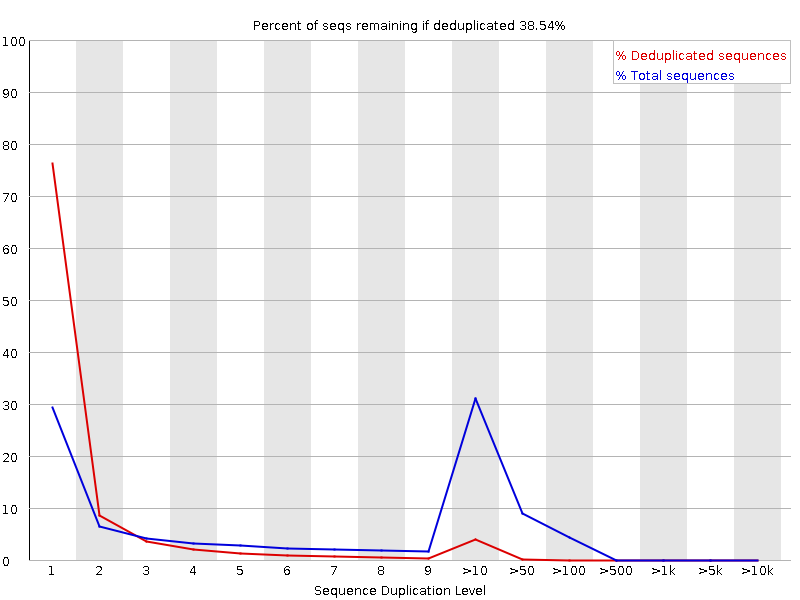 Percent of seqs remaining if deduplicated 38.54%
% Deduplicated sequences
% Total sequences
100
90
80
70
60
50
40
30
20
10
0
1 2 3 4 5 6 7 8 9 >10 >50 >100 >500 >1k >5k >10k
Sequence Duplication Level